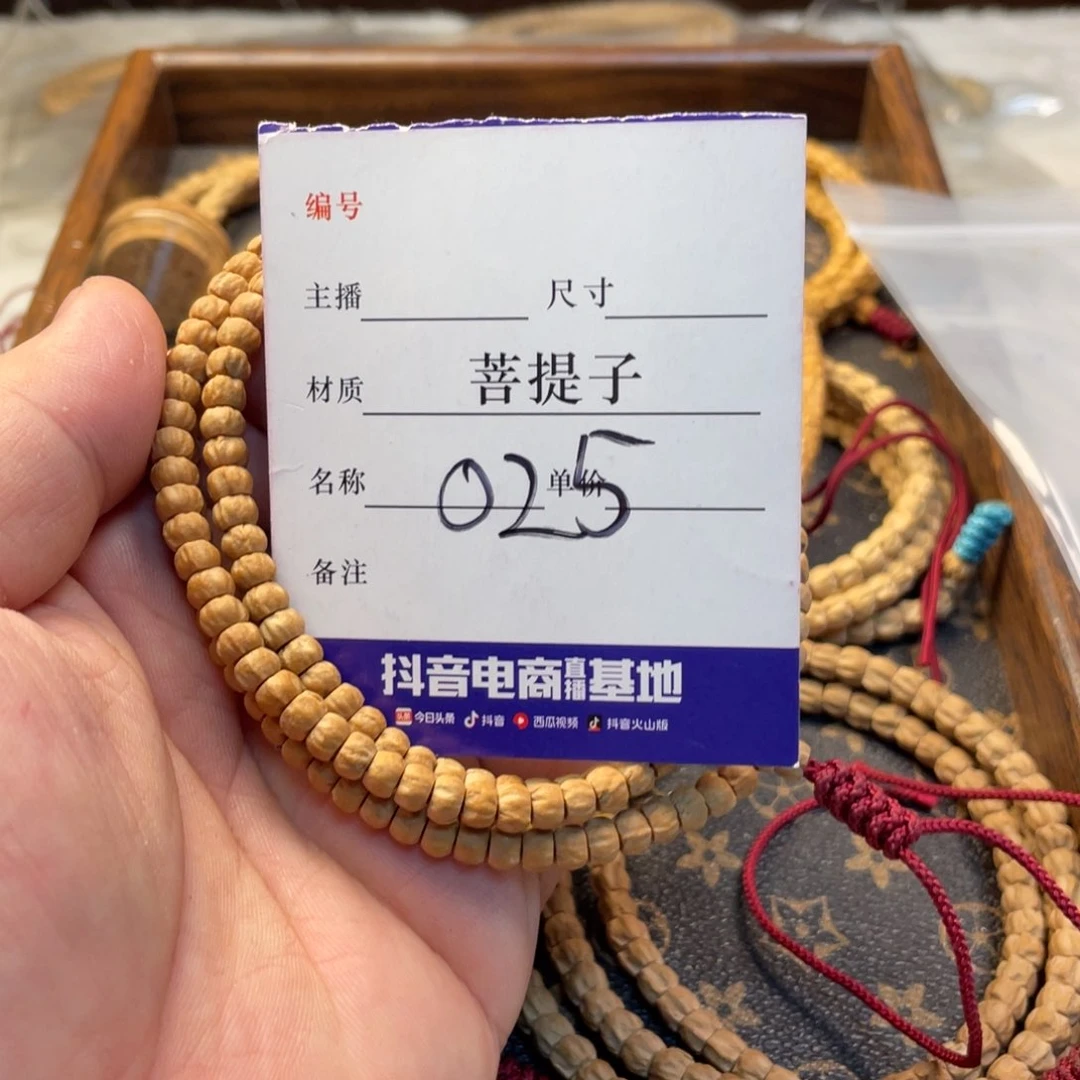 编号
主播 尺寸
材质 菩提子
名称 025 单价
备注
抖音电商直播基地
头条 今日头条 抖音 西瓜视频 抖音火山版